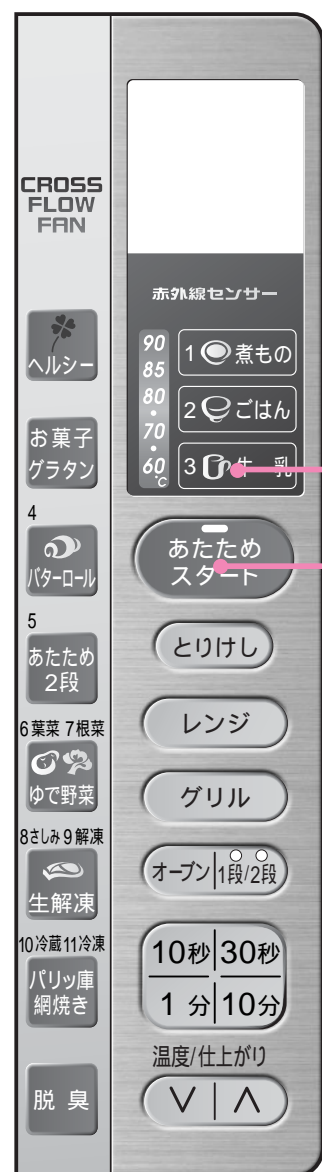 CROSS
FLOW
FAN
ヘルシー
お菓子
グラタン
4
バターロール
5
あたため
2段
6葉菜 7根菜
ゆで野菜
8さしみ 9解凍
生解凍
10冷蔵 11冷凍
パリッ庫
網焼き
脱臭
赤外線センサー
90
85
80
・
70
・
60
℃
1 煮もの
2 ごはん
3 牛乳
あたため
スタート
とりけし
レンジ
グリル
オーブン 1段/2段
10秒 30秒
1分 10分
温度/仕上がり
∨ ∧